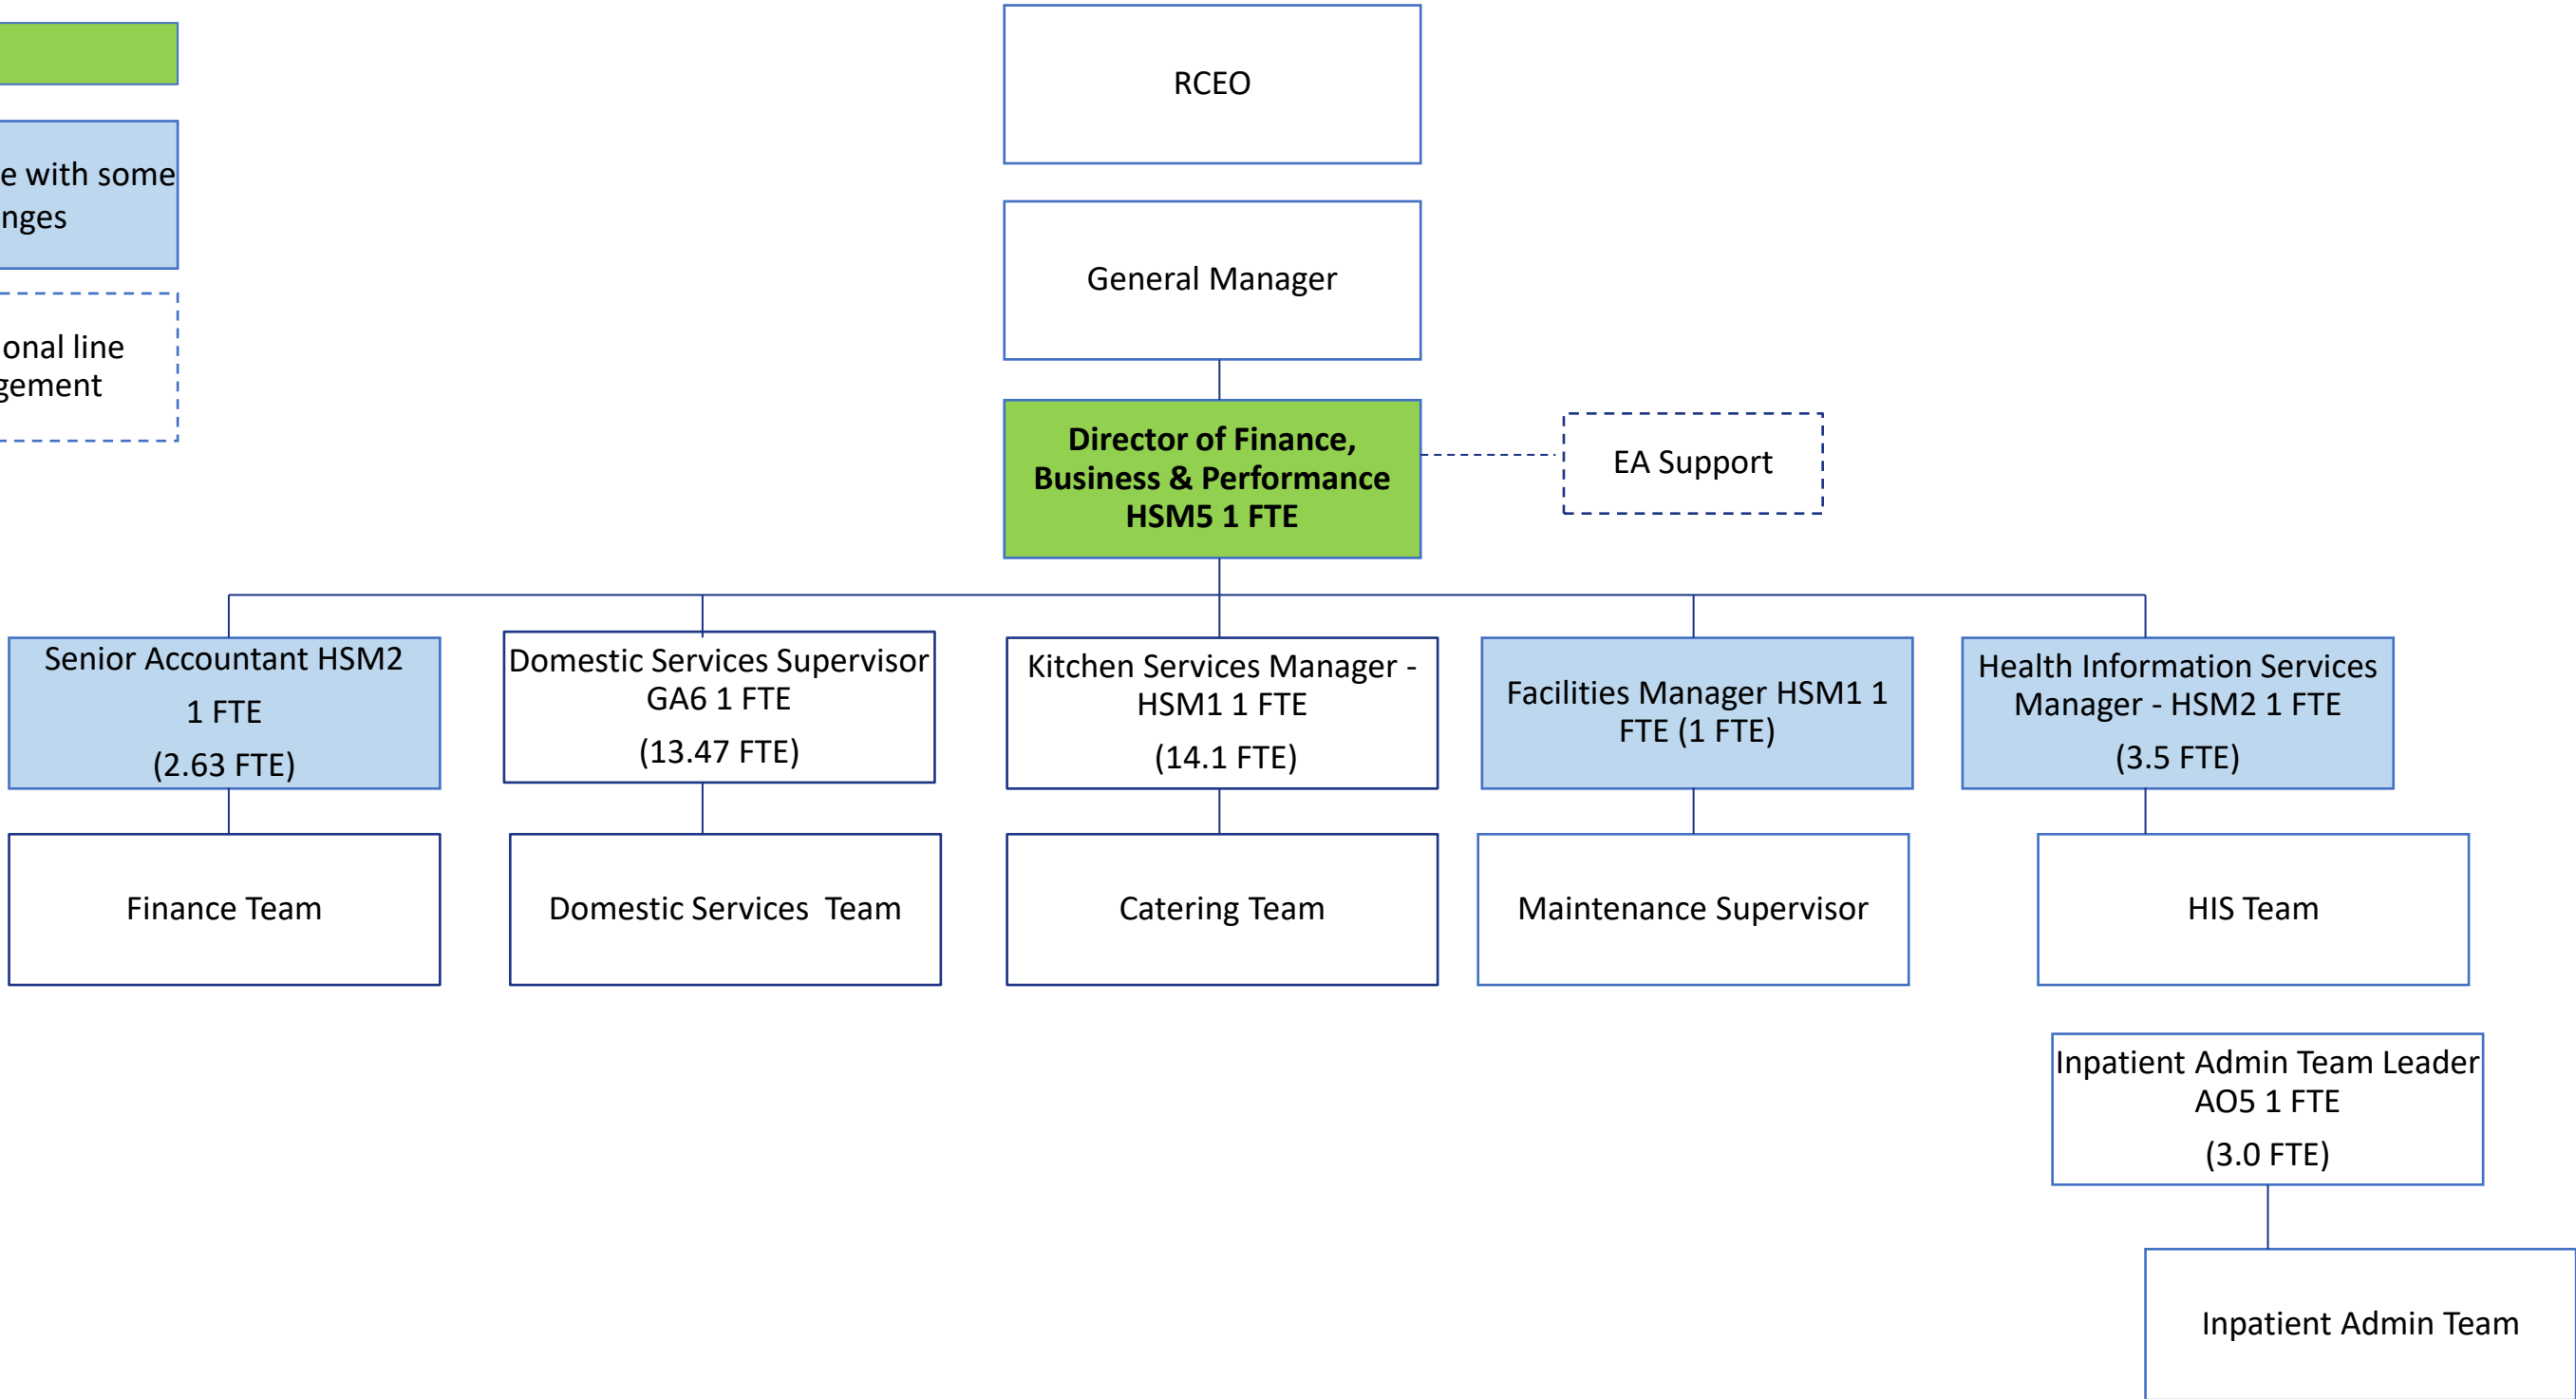 e with some
nges
onal line
gement
RCEO
General Manager
Director of Finance,
Business & Performance
HSM5 1 FTE
EA Support
Senior Accountant HSM2
1 FTE
(2.63 FTE)
Domestic Services Supervisor
GA6 1 FTE
(13.47 FTE)
Kitchen Services Manager -
HSM1 1 FTE
(14.1 FTE)
Facilities Manager HSM1 1
FTE (1 FTE)
Health Information Services
Manager - HSM2 1 FTE
(3.5 FTE)
Finance Team
Domestic Services  Team
Catering Team
Maintenance Supervisor
HIS Team
Inpatient Admin Team Leader
AO5 1 FTE
(3.0 FTE)
Inpatient Admin Team